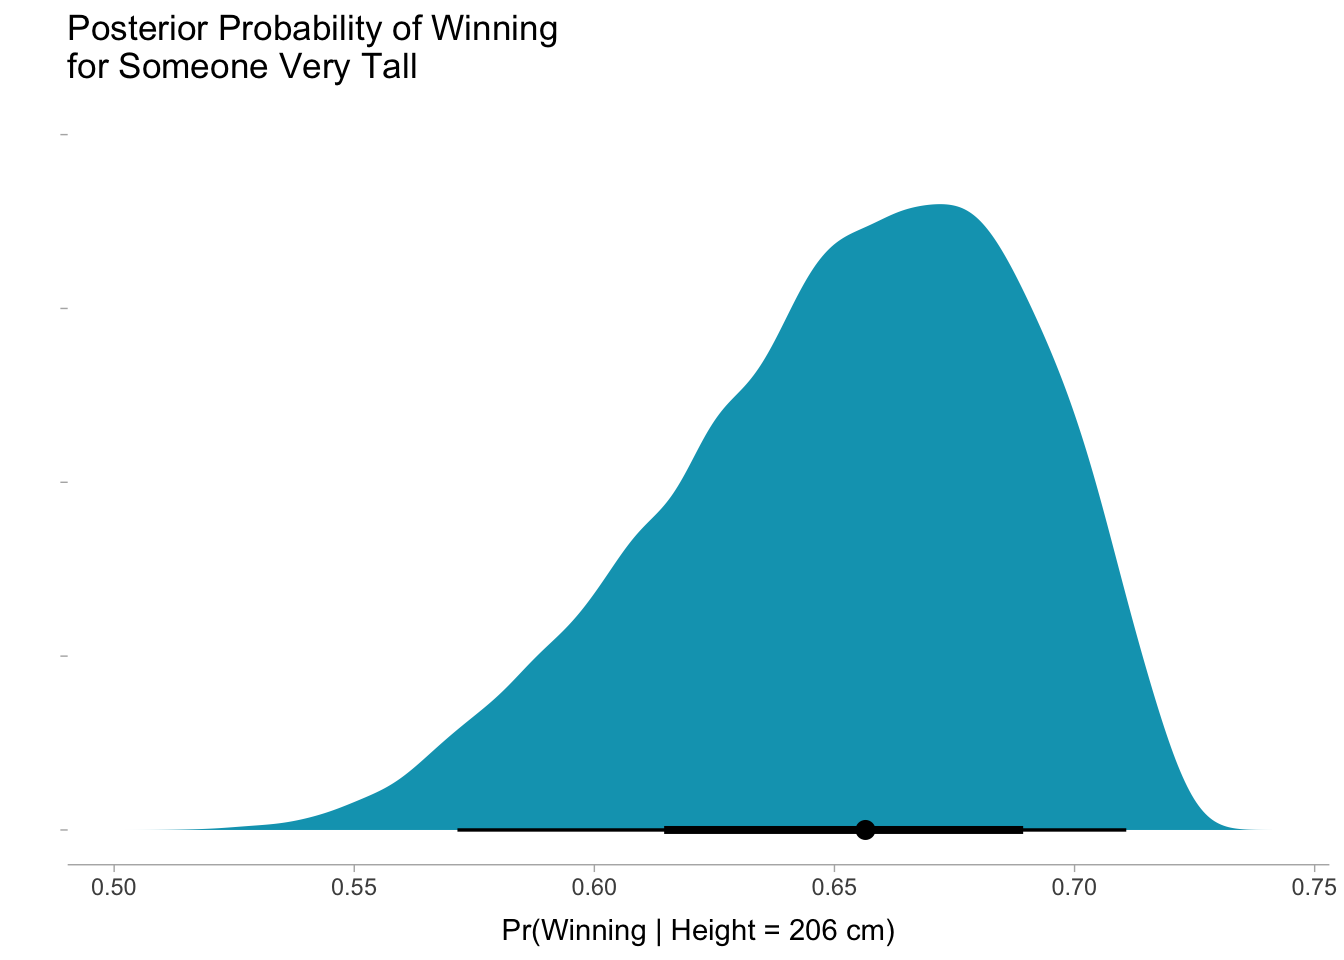 Posterior Probability of Winning
for Someone Very Tall
0.50 0.55 0.60 0.65 0.70 0.75
Pr(Winning | Height = 206 cm)